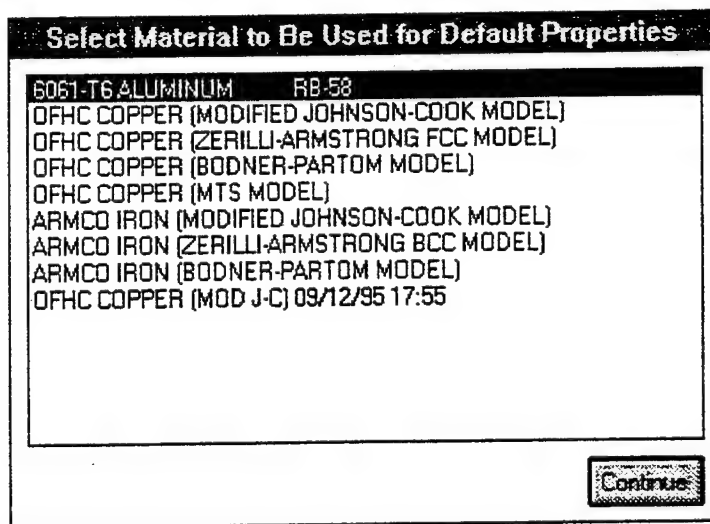 Select Material to Be Used for Default Properties
6061-T6 ALUMINUM RB-58
OFHC COPPER (MODIFIED JOHNSON-COOK MODEL)
OFHC COPPER (ZERILLI-ARMSTRONG FCC MODEL)
OFHC COPPER (BODNER-PARTOM MODEL)
OFHC COPPER (MTS MODEL)
ARMCO IRON (MODIFIED JOHNSON-COOK MODEL)
ARMCO IRON (ZERILLI-ARMSTRONG BCC MODEL)
ARMCO IRON (BODNER-PARTOM MODEL)
OFHC COPPER (MOD J-C) 09/12/95 17:55
Continue